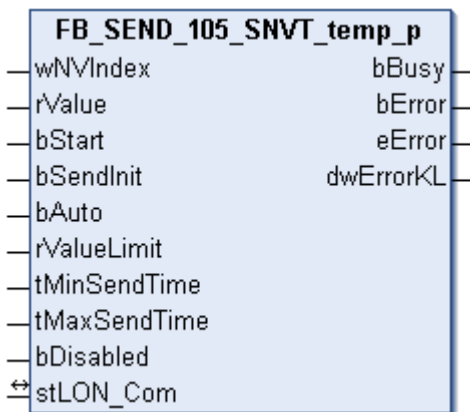 FB_SEND_105_SNVT_temp_p
wNVIndex bBusy
rValue bError
bStart eError
bSendInit dwErrorKL
bAuto
rValueLimit
tMinSendTime
tMaxSendTime
bDisabled
stLON_Com